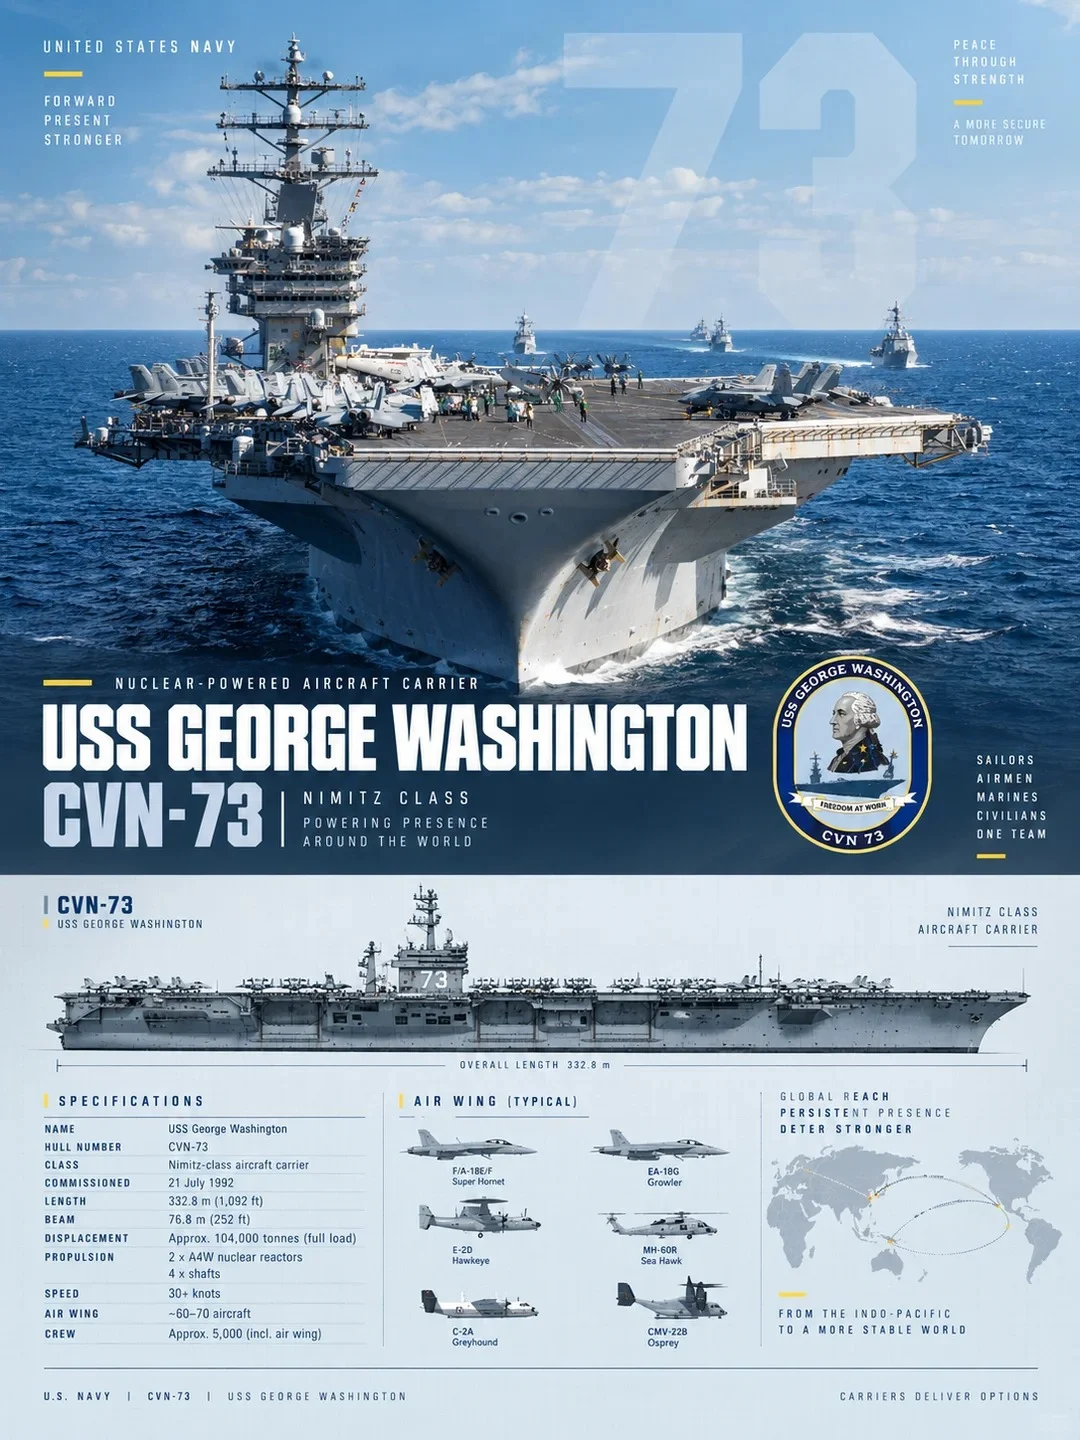 UNITED STATES NAVY
FORWARD
PRESENT
STRONGER
73
PEACE
THROUGH
STRENGTH
A MORE SECURE
TOMORROW
NUCLEAR-POWERED AIRCRAFT CARRIER
USS GEORGE WASHINGTON
CVN-73
NIMITZ CLASS
POWERING PRESENCE
AROUND THE WORLD
USS GEORGE WASHINGTON
FREEDOM AT WORK
CVN 73
SAILORS
AIRMEN
MARINES
CIVILIANS
ONE TEAM
CVN-73
USS GEORGE WASHINGTON
NIMITZ CLASS
AIRCRAFT CARRIER
73
OVERALL LENGTH 332.8 m
SPECIFICATIONS
NAME USS George Washington
HULL NUMBER CVN-73
CLASS Nimitz-class aircraft carrier
COMMISSIONED 21 July 1992
LENGTH 332.8 m (1,092 ft)
BEAM 76.8 m (252 ft)
DISPLACEMENT Approx. 104,000 tonnes (full load)
PROPULSION 2 x A4W nuclear reactors
4 x shafts
SPEED 30+ knots
AIR WING ~60–70 aircraft
CREW Approx. 5,000 (incl. air wing)
AIR WING (TYPICAL)
F/A-18E/F
Super Hornet
EA-18G
Growler
E-2D
Hawkeye
MH-60R
Sea Hawk
C-2A
Greyhound
CMV-22B
Osprey
GLOBAL REACH
PERSISTENT PRESENCE
DETER STRONGER
FROM THE INDO-PACIFIC
TO A MORE STABLE WORLD
U.S. NAVY | CVN-73 | USS GEORGE WASHINGTON
CARRIERS DELIVER OPTIONS